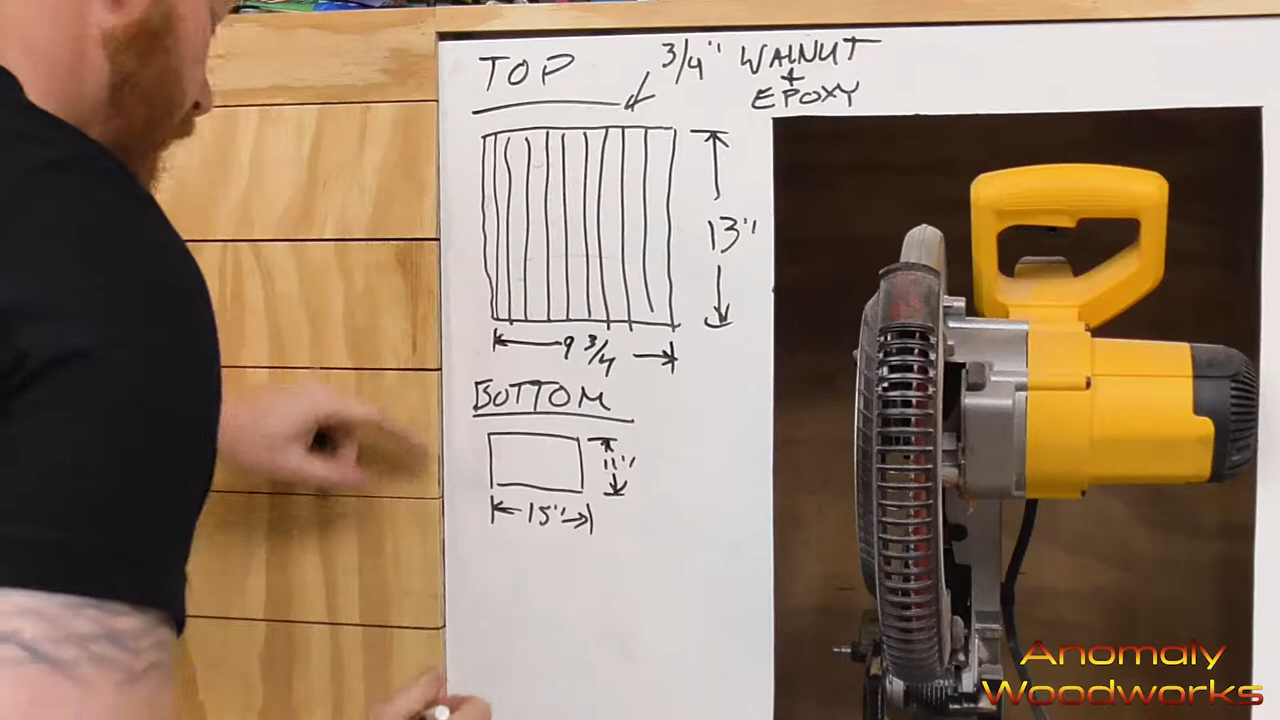 TOP
3/4" WALNUT
+
EPOXY
13"
9 3/4
BOTTOM
11"
15"
Anomaly
Woodworks